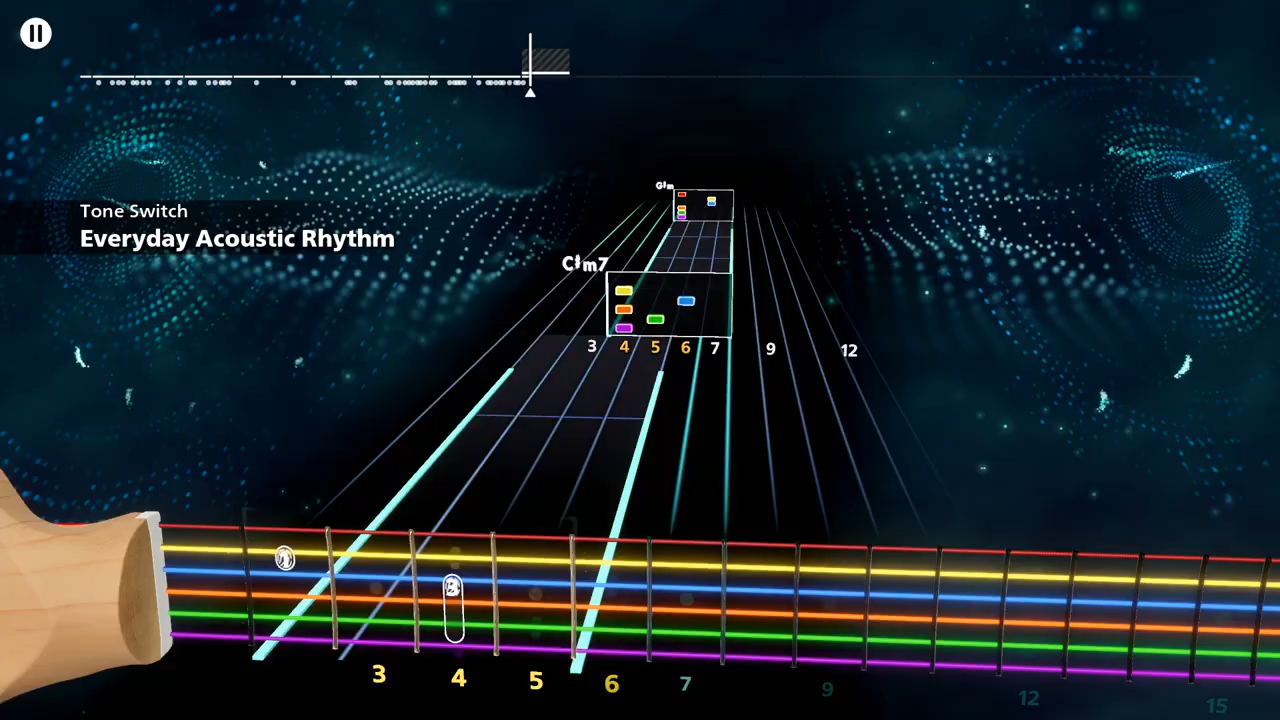 Tone Switch
Everyday Acoustic Rhythm
G#m
C#m7
3 4 5 6 7 9 12
3 4 5 6 7 9 12 15